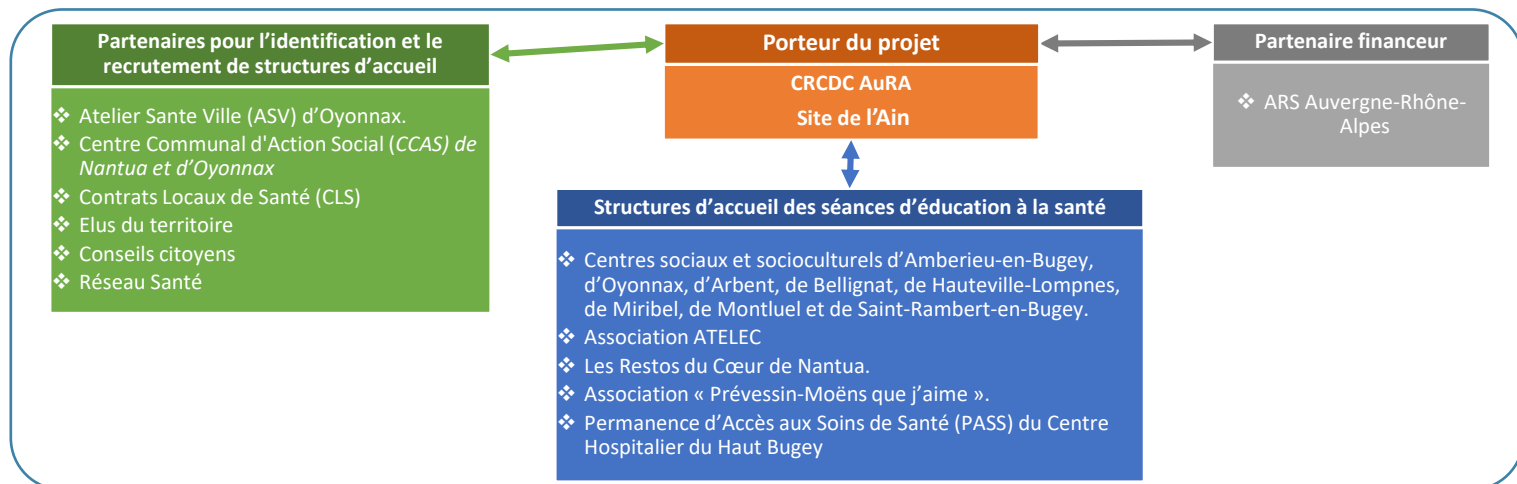 Partenaires pour l'identification et le
recrutement de structures d'accueil
❖ Atelier Sante Ville (ASV) d'Oyonnax.
❖ Centre Communal d'Action Social (CCAS) de
Nantua et d'Oyonnax
❖ Contrats Locaux de Santé (CLS)
❖ Elus du territoire
❖ Conseils citoyens
❖ Réseau Santé
Porteur du projet
CRCDC AuRA
Site de l'Ain
Partenaire financeur
❖ ARS Auvergne-Rhône-
Alpes
Structures d'accueil des séances d'éducation à la santé
❖ Centres sociaux et socioculturels d'Amberieu-en-Bugey,
d'Oyonnax, d'Arbent, de Bellignat, de Hauteville-Lompnes,
de Miribel, de Montluel et de Saint-Rambert-en-Bugey.
❖ Association ATELEC
❖ Les Restos du Cœur de Nantua.
❖ Association « Prévessin-Moëns que j'aime ».
❖ Permanence d'Accès aux Soins de Santé (PASS) du Centre
Hospitalier du Haut Bugey